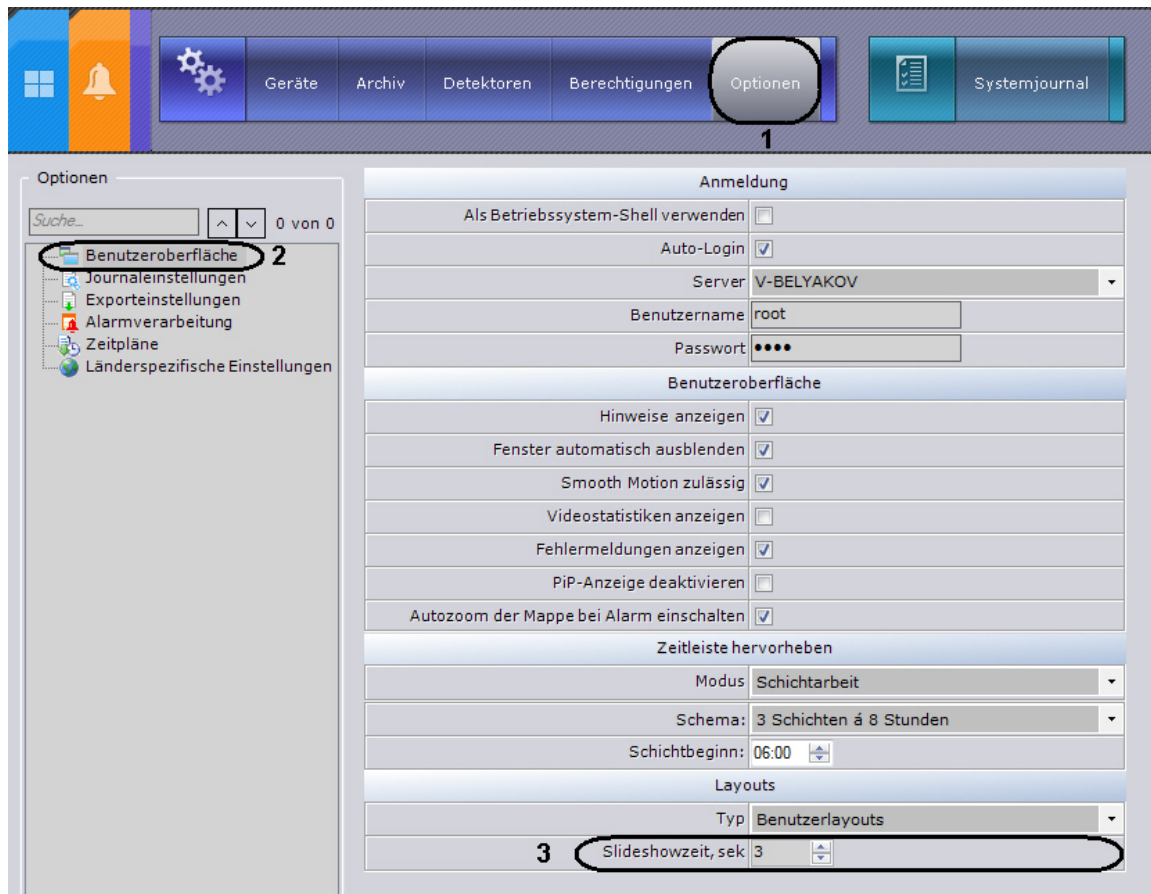 Geräte Archiv Detektoren Berechtigungen Optionen Systemjournal
1
Optionen
Suche... 0 von 0
Benutzeroberfläche 2
Journaleinstellungen
Exporteinstellungen
Alarmverarbeitung
Zeitpläne
Länderspezifische Einstellungen
Anmeldung
Als Betriebssystem-Shell verwenden
Auto-Login
Server V-BELYAKOV
Benutzername root
Passwort ••••
Benutzeroberfläche
Hinweise anzeigen
Fenster automatisch ausblenden
Smooth Motion zulässig
Videostatistiken anzeigen
Fehlermeldungen anzeigen
PiP-Anzeige deaktivieren
Autozoom der Mappe bei Alarm einschalten
Zeitleiste hervorheben
Modus Schichtarbeit
Schema: 3 Schichten á 8 Stunden
Schichtbeginn: 06:00
Layouts
Typ Benutzerlayouts
3 Slideshowzeit, sek 3